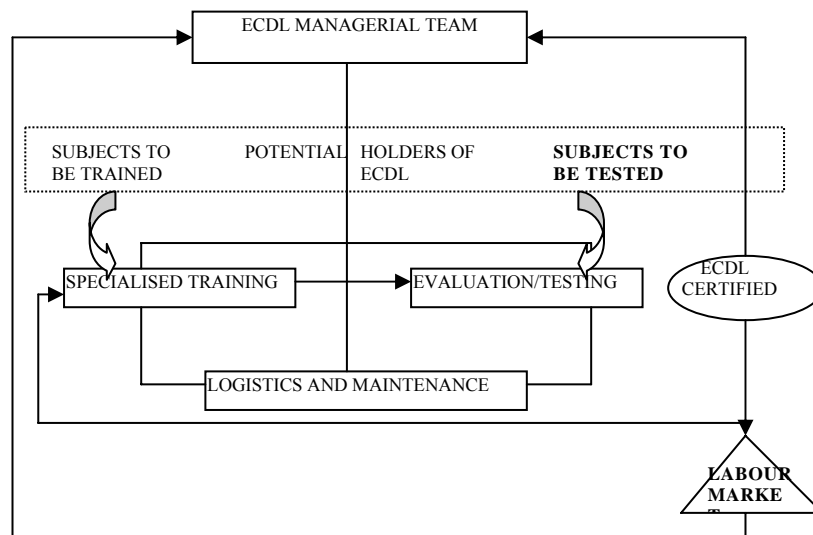 ECDL MANAGERIAL TEAM
SUBJECTS TO
BE TRAINED
POTENTIAL HOLDERS OF
ECDL
SUBJECTS TO
BE TESTED
SPECIALISED TRAINING
EVALUATION/TESTING
ECDL
CERTIFIED
LOGISTICS AND MAINTENANCE
LABOUR
MARKE
T